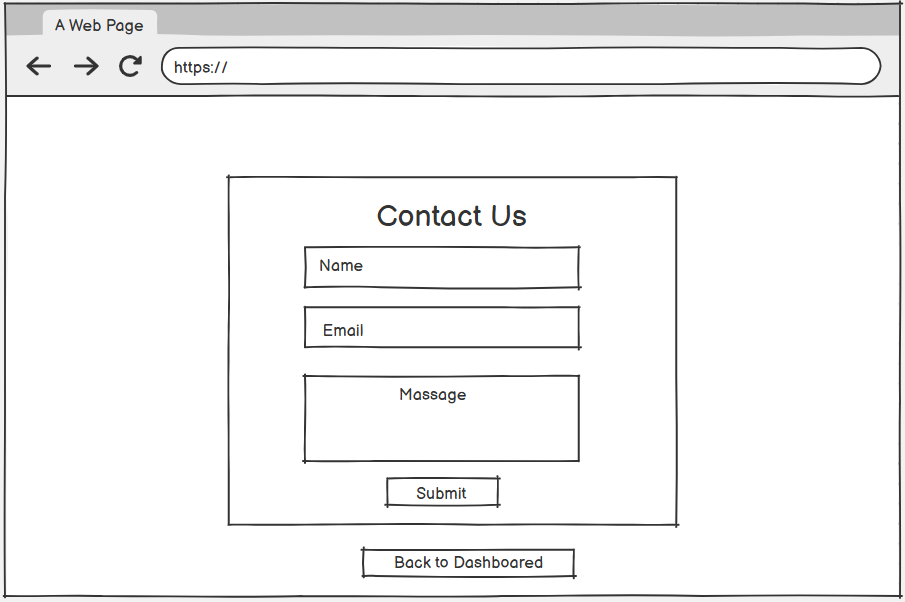 A Web Page
https://
Contact Us
Name
Email
Massage
Submit
Back to Dashboared